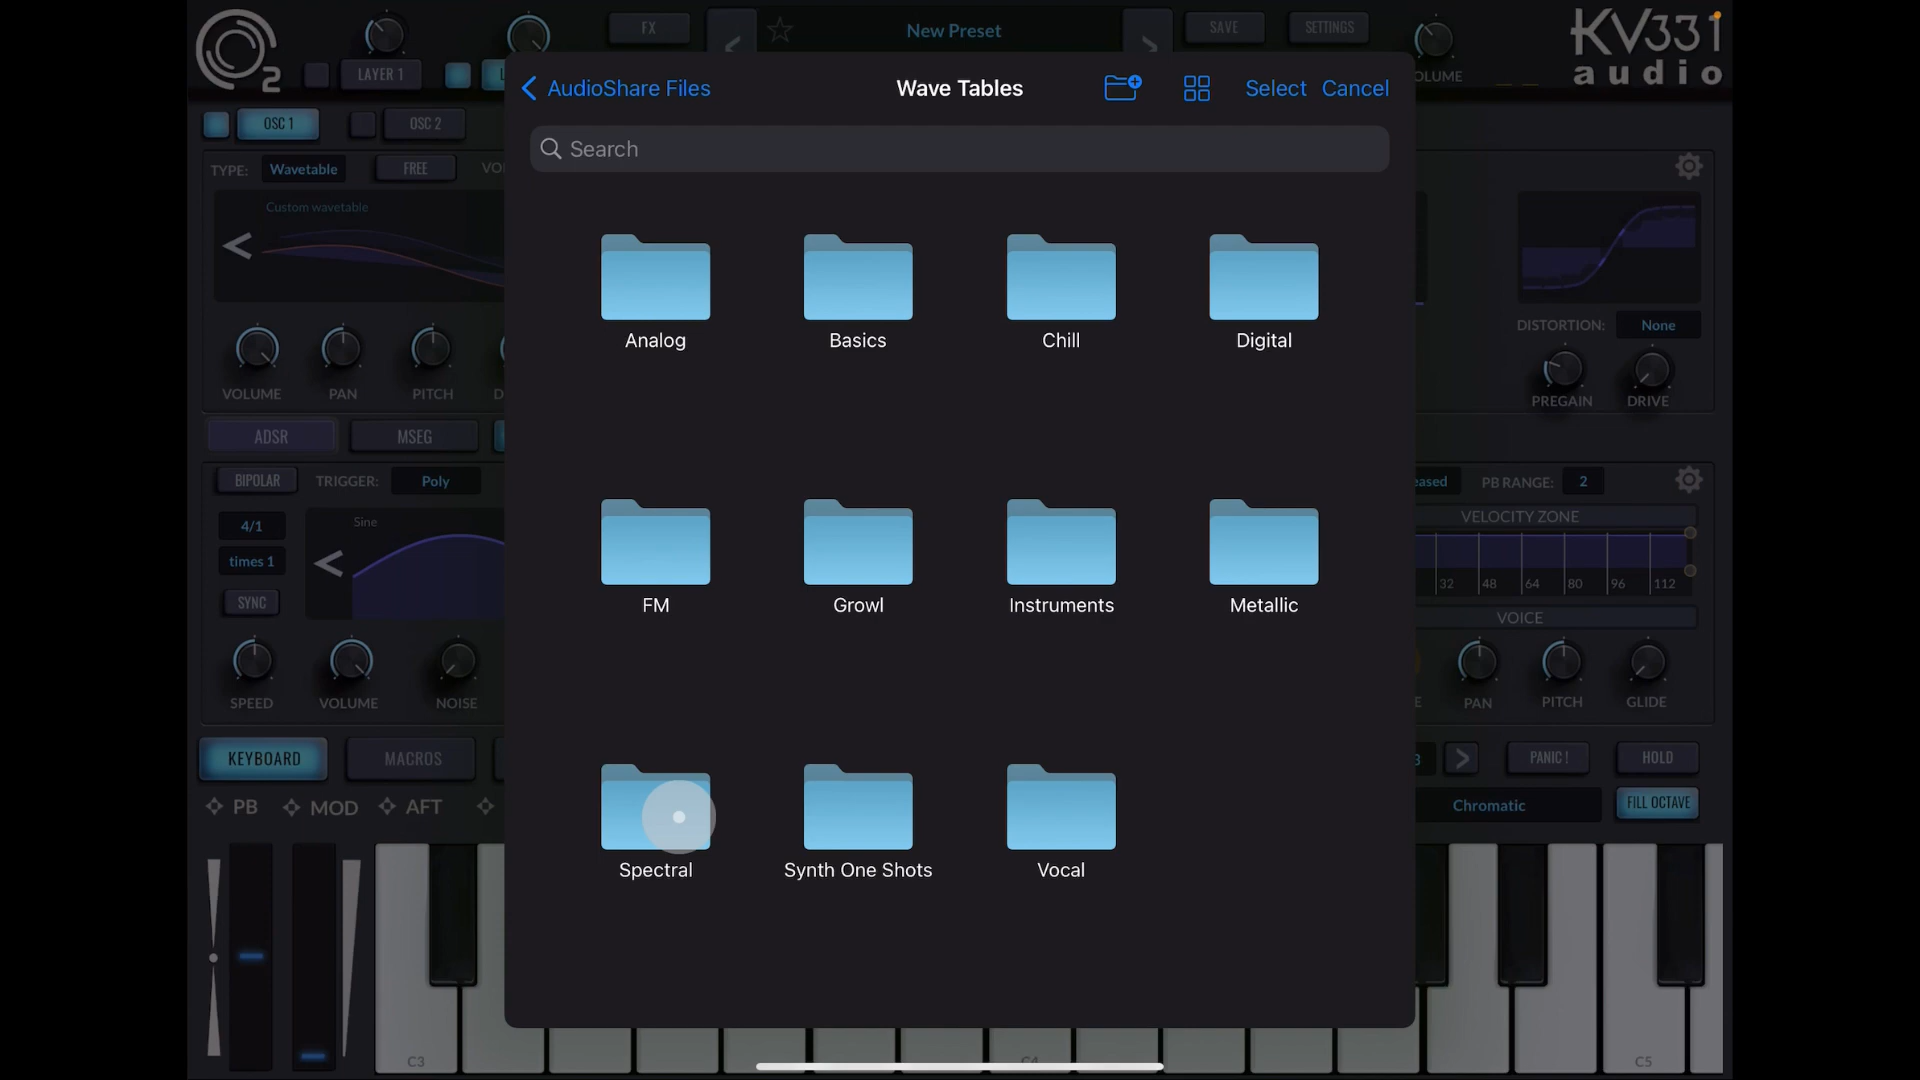 2
LAYER 1
FX
New Preset
SAVE
SETTINGS
OLUME
KV331
audio
AudioShare Files
Wave Tables
Select
Cancel
Search
OSC 1
OSC 2
TYPE:
Wavetable
FREE
Custom wavetable
VOLUME
PAN
PITCH
Analog
Basics
Chill
Digital
DISTORTION:
None
PREGAIN
DRIVE
ADSR
MSEG
BIPOLAR
TRIGGER:
Poly
4/1
times 1
SYNC
Sine
SPEED
VOLUME
NOISE
FM
Growl
Instruments
Metallic
eased
PB RANGE:
2
VELOCITY ZONE
32 48 64 80 96 112
VOICE
PAN
PITCH
GLIDE
Spectral
Synth One Shots
Vocal
KEYBOARD
MACROS
PB
MOD
AFT
3
PANIC !
HOLD
Chromatic
FILL OCTAVE
C3
C4
C5